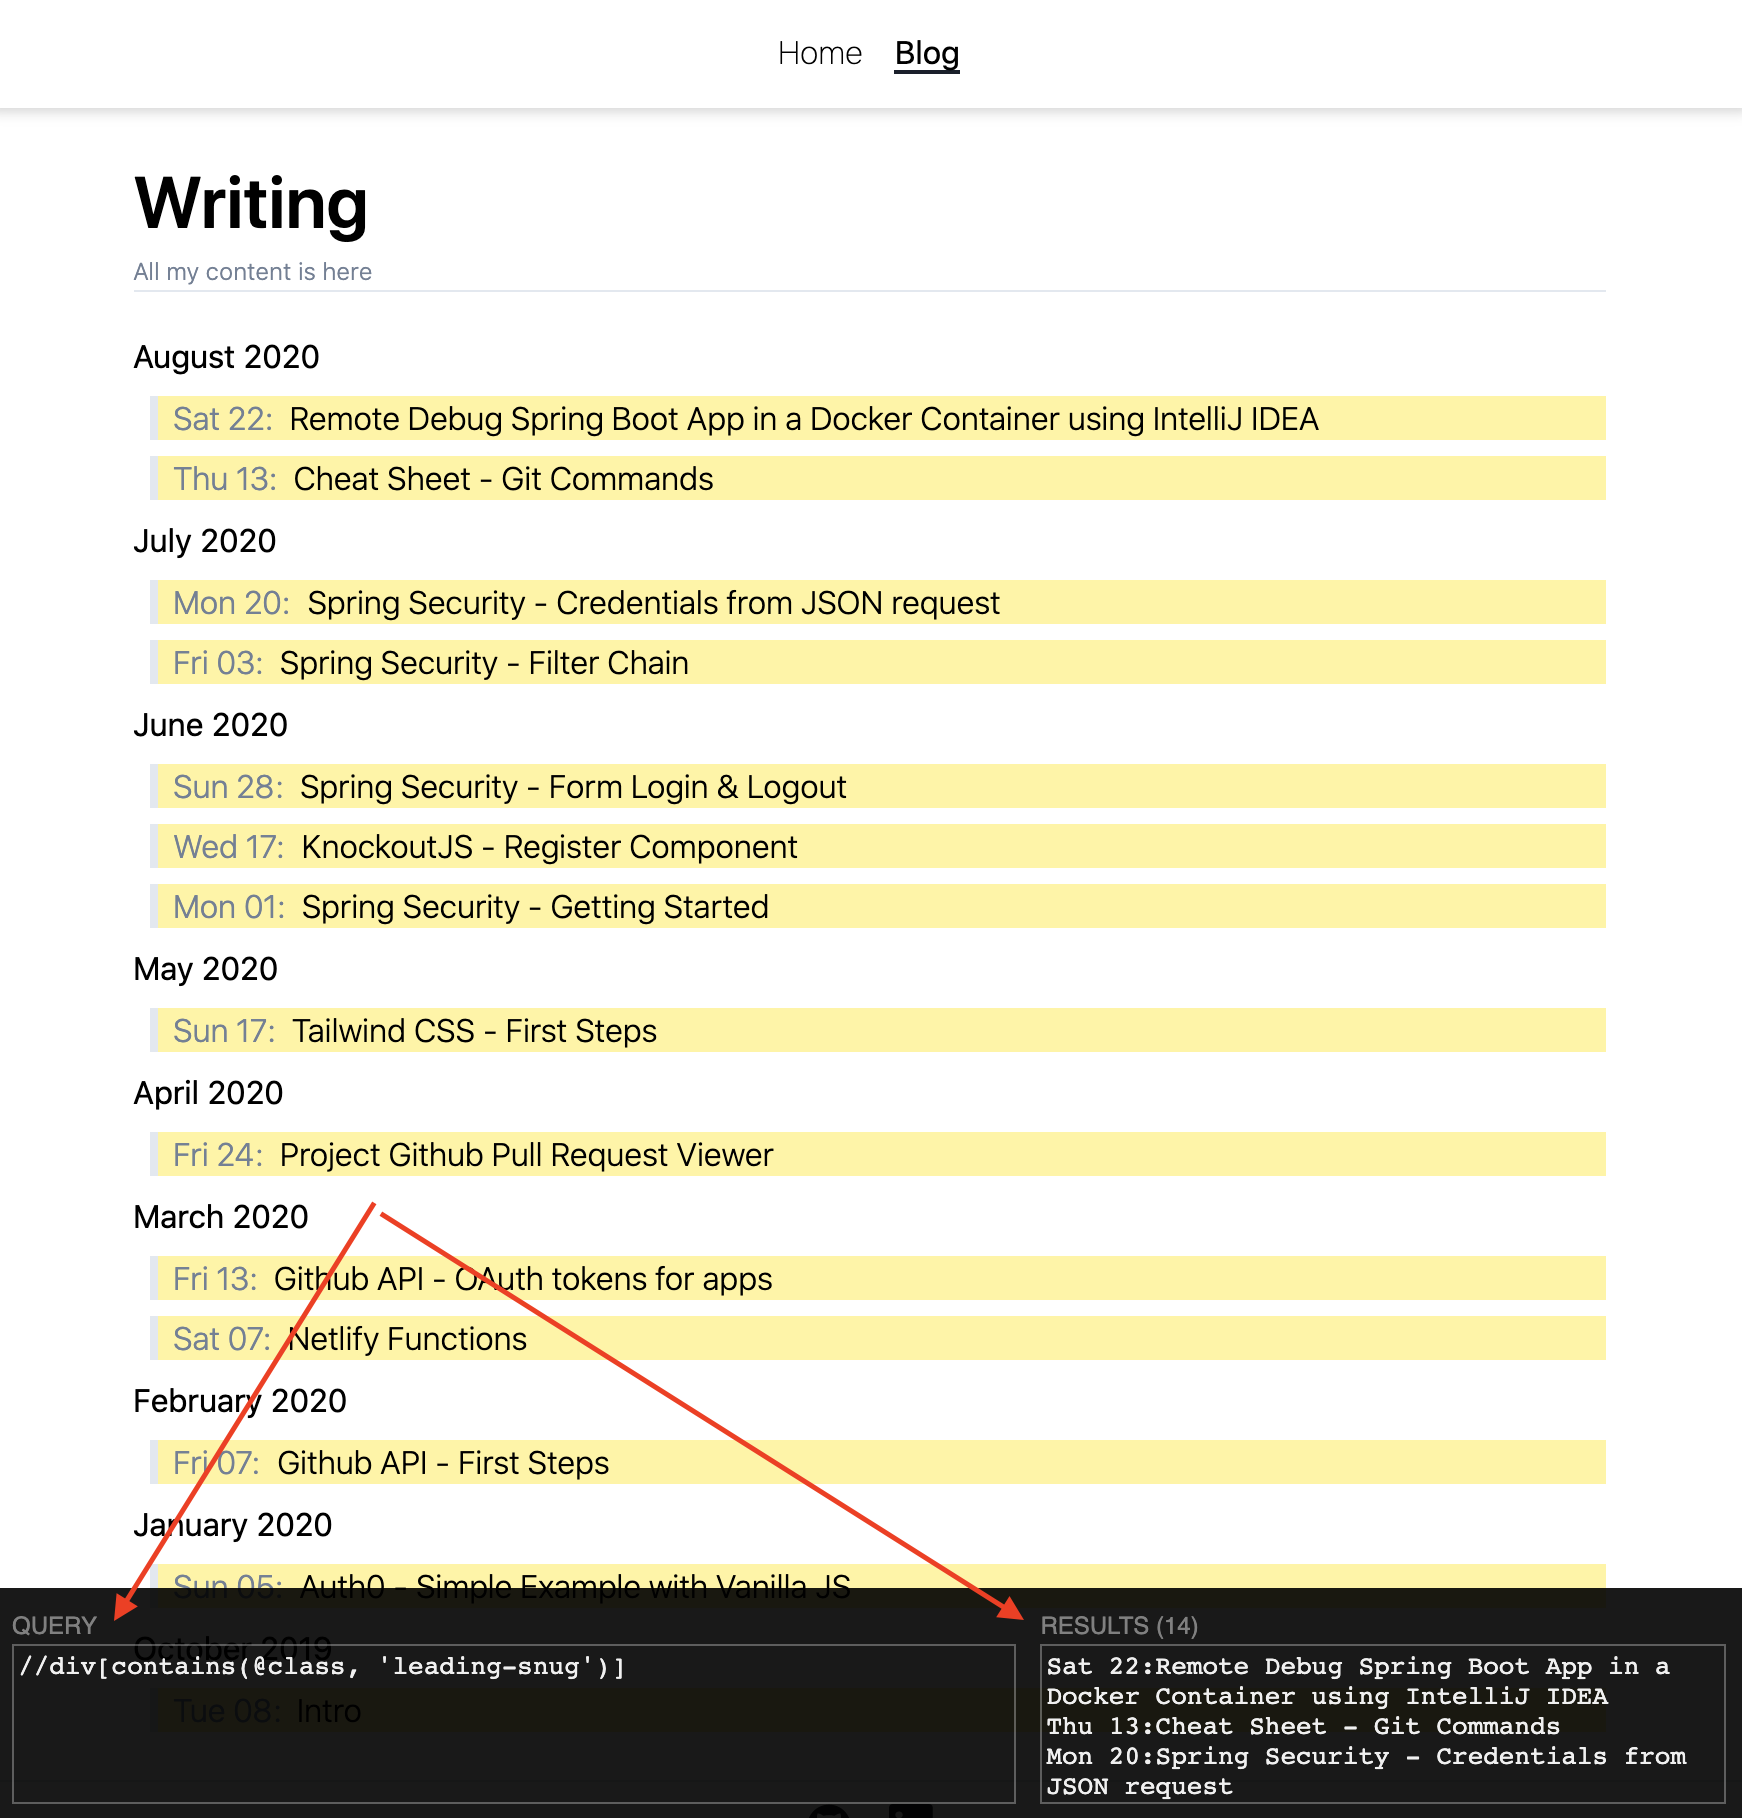 Home Blog
Writing
All my content is here
August 2020
Sat 22: Remote Debug Spring Boot App in a Docker Container using IntelliJ IDEA
Thu 13: Cheat Sheet - Git Commands
July 2020
Mon 20: Spring Security - Credentials from JSON request
Fri 03: Spring Security - Filter Chain
June 2020
Sun 28: Spring Security - Form Login & Logout
Wed 17: KnockoutJS - Register Component
Mon 01: Spring Security - Getting Started
May 2020
Sun 17: Tailwind CSS - First Steps
April 2020
Fri 24: Project Github Pull Request Viewer
March 2020
Fri 13: Github API - OAuth tokens for apps
Sat 07: Netlify Functions
February 2020
Fri 07: Github API - First Steps
January 2020
Sun 05: Auth0 - Simple Example with Vanilla JS
October 2019
Tue 08: Intro
QUERY
//div[contains(@class, 'leading-snug')]
RESULTS (14)
Sat 22:Remote Debug Spring Boot App in a
Docker Container using IntelliJ IDEA
Thu 13:Cheat Sheet - Git Commands
Mon 20:Spring Security - Credentials from
JSON request